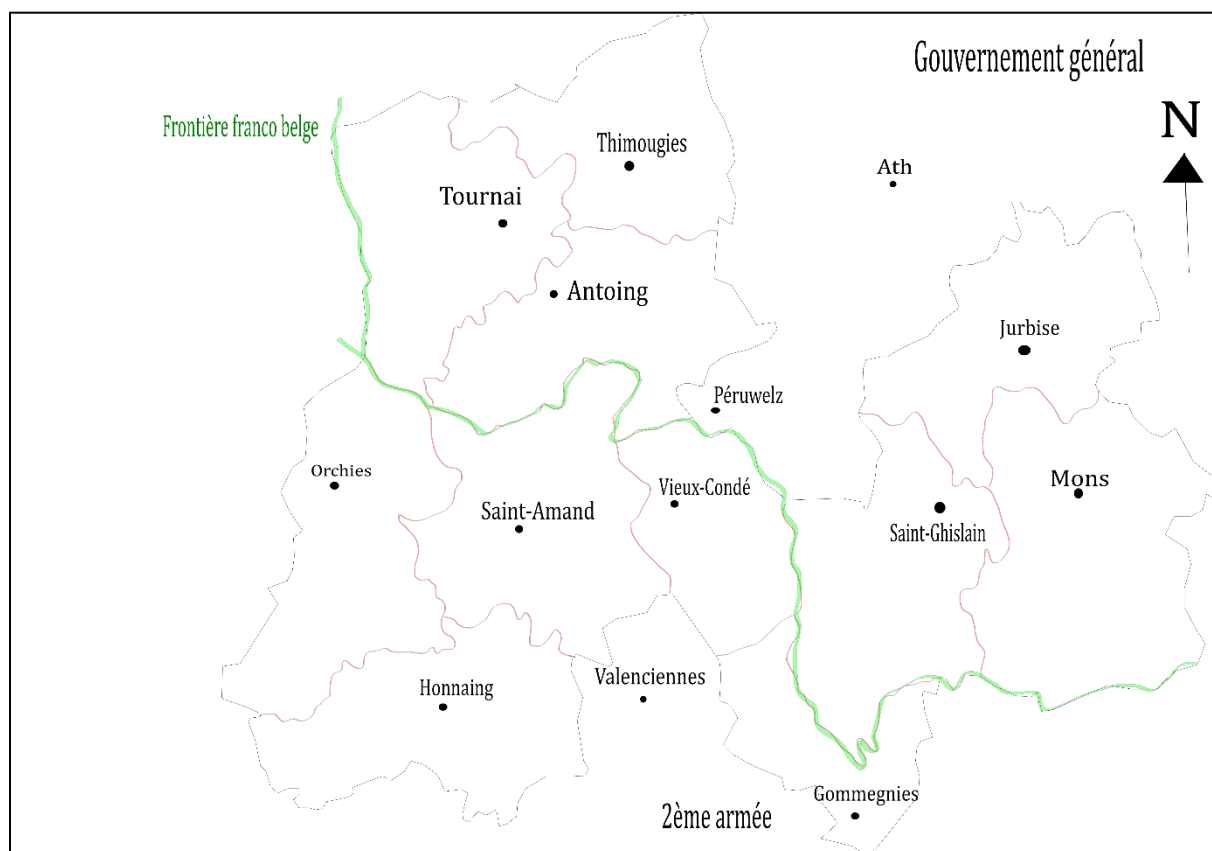 Gouvernement général
N
Frontière franco belge
Thimougies
Ath
Tournai
Antoing
Jurbise
Péruwelz
Orchies
Vieux-Condé
Mons
Saint-Amand
Saint-Ghislain
Valenciennes
Honnaing
Gommegnies
2ème armée